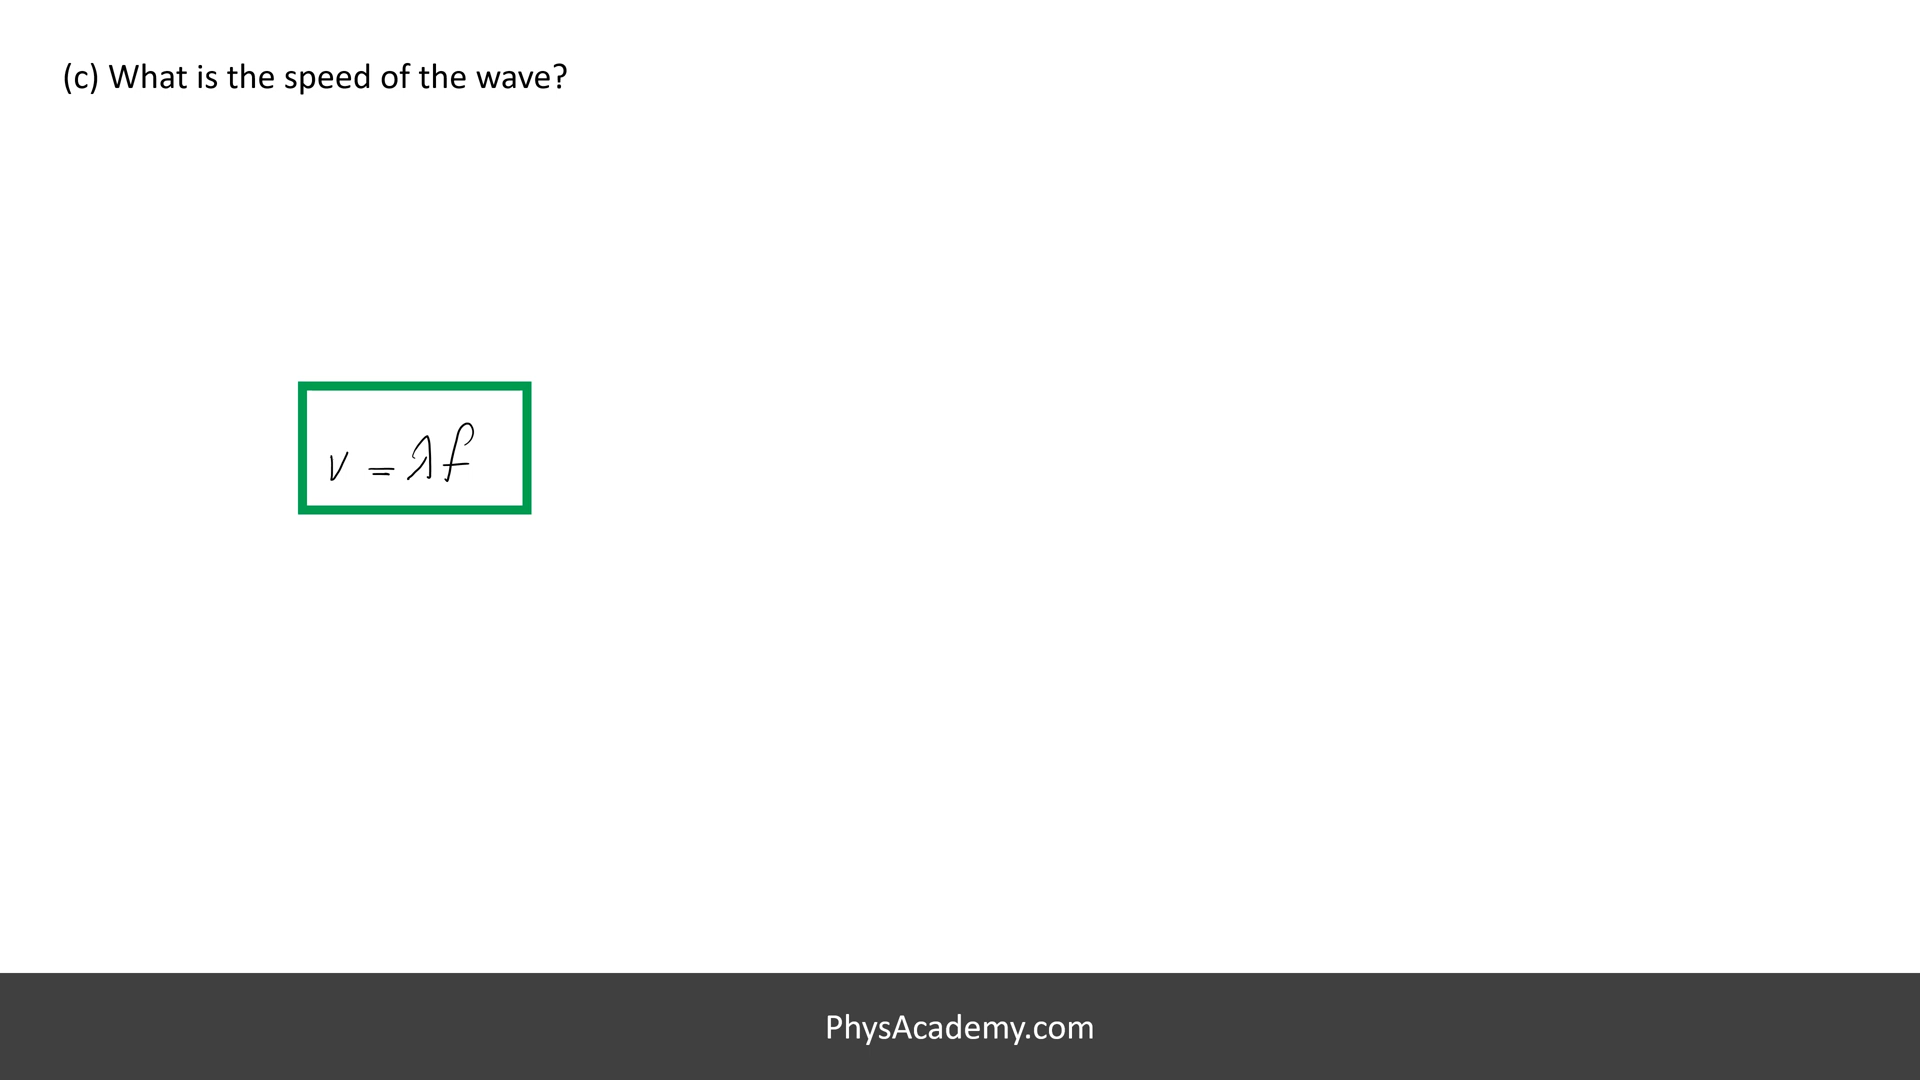 (c) What is the speed of the wave?
v = λf
PhysAcademy.com